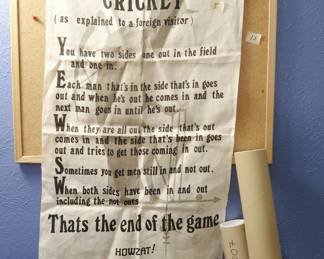 CRICKET
(as explained to a foreign visitor)
You have two sides one out in the field
and one in.
Each man that's in the side that's in goes
out and when he's out he comes in and the
next man goes in until he's out.
When they are all out the side that's out
comes in and the side that's been in goes
out and tries to get those coming in out.
Sometimes you get men still in and not out.
When both sides have been in and out
including the not outs
Thats the end of the game
HOWZAT!